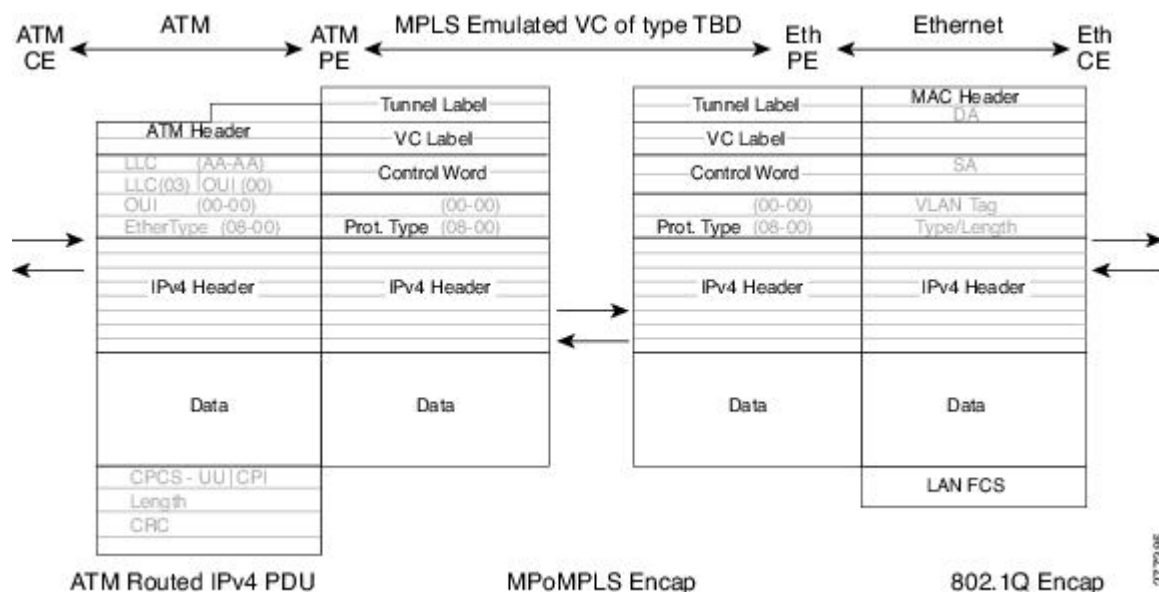 ATM CE
ATM
ATM PE
MPLS Emulated VC of type TBD
Eth PE
Ethernet
Eth CE
ATM Header
LLC (AA-AA)
LLC(03) OUI (00)
OUI (00-00)
EtherType (08-00)
IPv4 Header
Data
CPCS - UU CPI
Length
CRC
Tunnel Label
VC Label
Control Word
(00-00)
Prot. Type (08-00)
IPv4 Header
Data
Tunnel Label
VC Label
Control Word
(00-00)
Prot. Type (08-00)
IPv4 Header
Data
MAC Header
DA
SA
VLAN Tag
Type/Length
IPv4 Header
Data
LAN FCS
ATM Routed IPv4 PDU
MPoMPLS Encap
802.1Q Encap